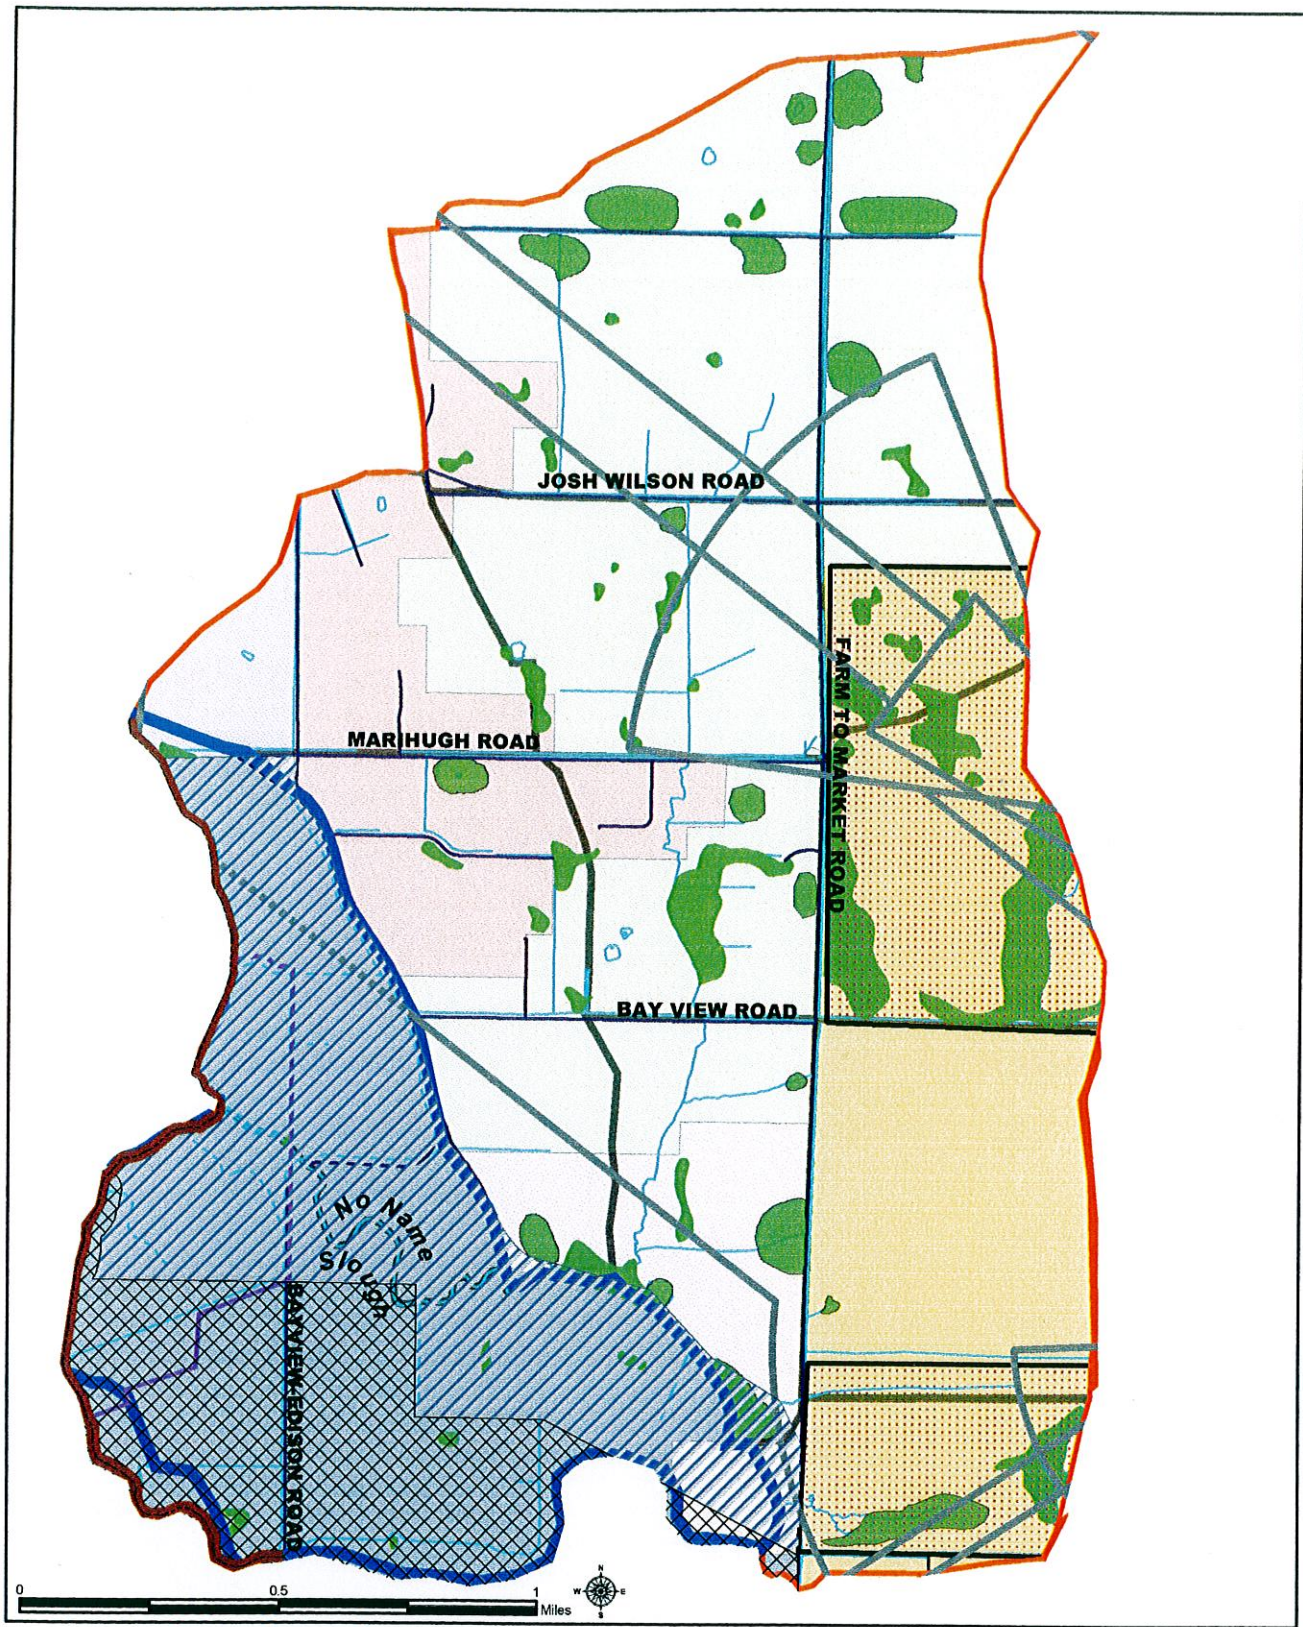 JOSH WILSON ROAD
FARM TO MARKET ROAD
MARIHUGH ROAD
BAY VIEW ROAD
No Name
Slough
BAYVIEW-EDISON ROAD
0 0.5 1
Miles
N
W E
S